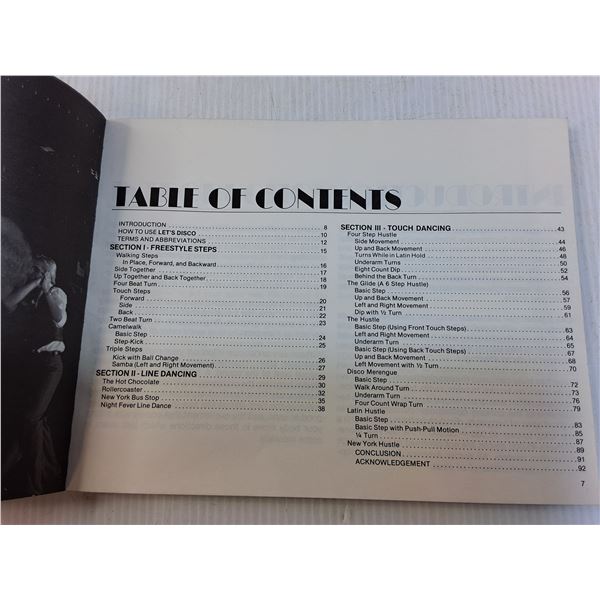 TABLE OF CONTENTS
INTRODUCTION 8
HOW TO USE LET'S DISCO 10
TERMS AND ABBREVIATIONS 12
SECTION I - FREESTYLE STEPS 15
Walking Steps
In Place, Forward, and Backward 16
Side Together 17
Up Together and Back Together 18
Four Beat Turn 19
Touch Steps
Forward 20
Side 21
Back 22
Two Beat Turn 23
Camelwalk
Basic Step 24
Step-Kick 25
Triple Steps
Kick with Ball Change 26
Samba (Left and Right Movement) 27
SECTION II - LINE DANCING 29
The Hot Chocolate 30
Rollercoaster 32
New York Bus Stop 35
Night Fever Line Dance 38
SECTION III - TOUCH DANCING 43
Four Step Hustle
Side Movement 44
Up and Back Movement 46
Turns While in Latin Hold 48
Underarm Turns 50
Eight Count Dip 52
Behind the Back Turn 54
The Glide (A 6 Step Hustle)
Basic Step 56
Up and Back Movement 57
Left and Right Movement 59
Dip with ½ Turn 61
The Hustle
Basic Step (Using Front Touch Steps) 63
Left and Right Movement 64
Underarm Turn 65
Basic Step (Using Back Touch Steps) 67
Up and Back Movement 68
Left Movement with ½ Turn 70
Disco Merengue
Basic Step 72
Walk Around Turn 73
Underarm Turn 76
Four Count Wrap Turn 79
Latin Hustle
Basic Step 83
Basic Step with Push-Pull Motion 85
¼ Turn 87
New York Hustle 89
CONCLUSION 91
ACKNOWLEDGEMENT 92
7